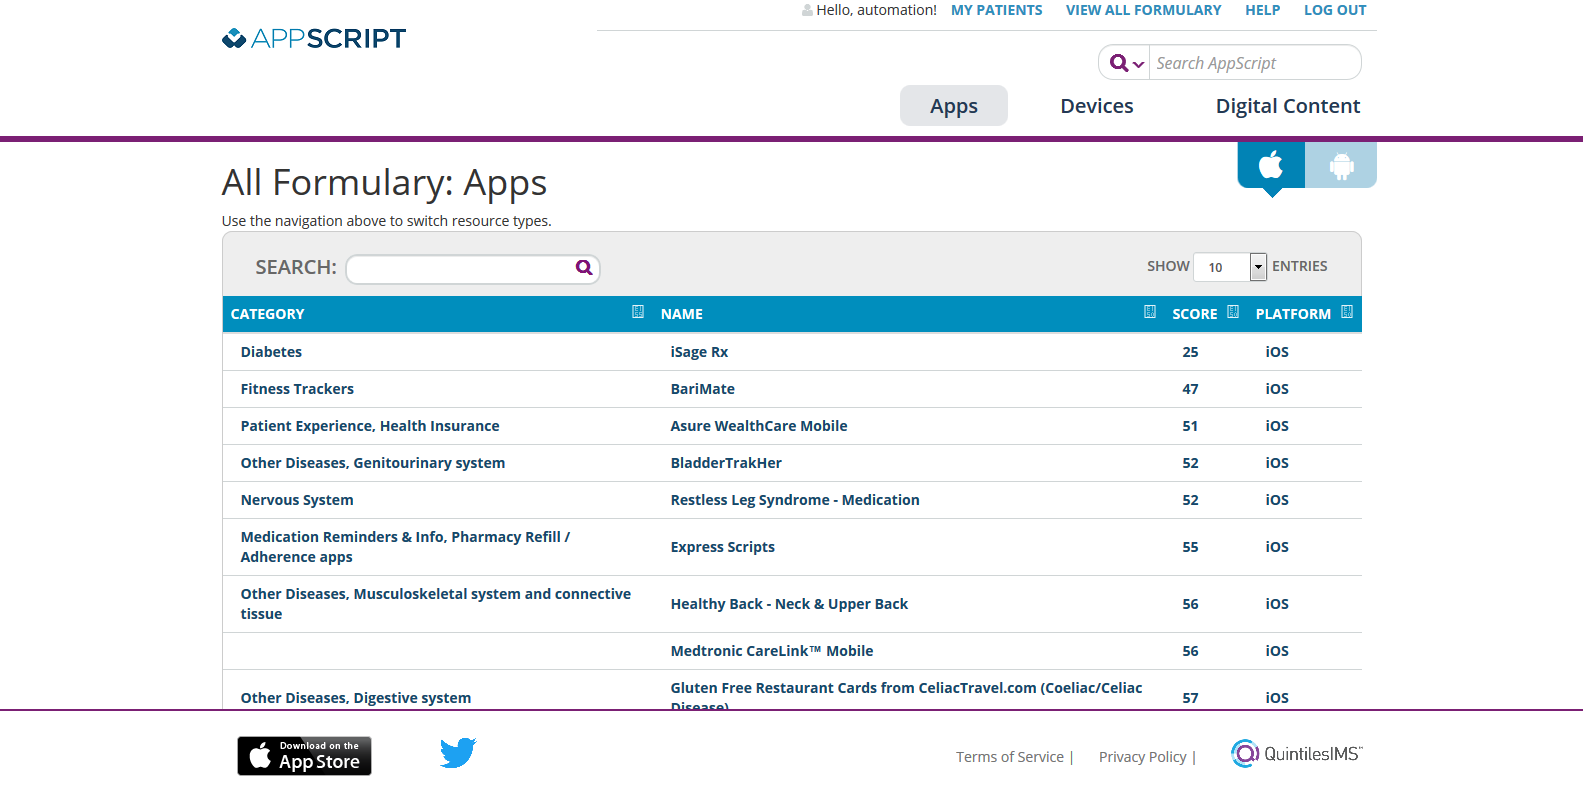 Hello, automation! MY PATIENTS VIEW ALL FORMULARY HELP LOG OUT
APPSCRIPT
Search AppScript
Apps Devices Digital Content
All Formulary: Apps
Use the navigation above to switch resource types.
SEARCH: SHOW 10 ENTRIES
CATEGORY NAME SCORE PLATFORM
Diabetes iSage Rx 25 iOS
Fitness Trackers BariMate 47 iOS
Patient Experience, Health Insurance Asure WealthCare Mobile 51 iOS
Other Diseases, Genitourinary system BladderTrakHer 52 iOS
Nervous System Restless Leg Syndrome - Medication 52 iOS
Medication Reminders & Info, Pharmacy Refill /
Adherence apps Express Scripts 55 iOS
Other Diseases, Musculoskeletal system and connective
tissue Healthy Back - Neck & Upper Back 56 iOS
Medtronic CareLink™ Mobile 56 iOS
Other Diseases, Digestive system Gluten Free Restaurant Cards from CeliacTravel.com (Coeliac/Celiac
Disease) 57 iOS
Download on the
App Store
Terms of Service | Privacy Policy | QuintilesIMS™